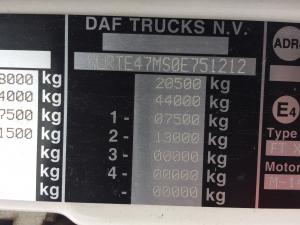 DAF TRUCKS N.V.
ADR
XLRTE47MS0E751212
8000 kg 20500 kg
4000 kg 44000 kg
7500 kg 1 - 07500 kg
1500 kg 2 - 13000 kg
kg 3 - 00000 kg
kg 4 - 00000 kg
kg - 00000 kg
E4
Type
FT X
Motor